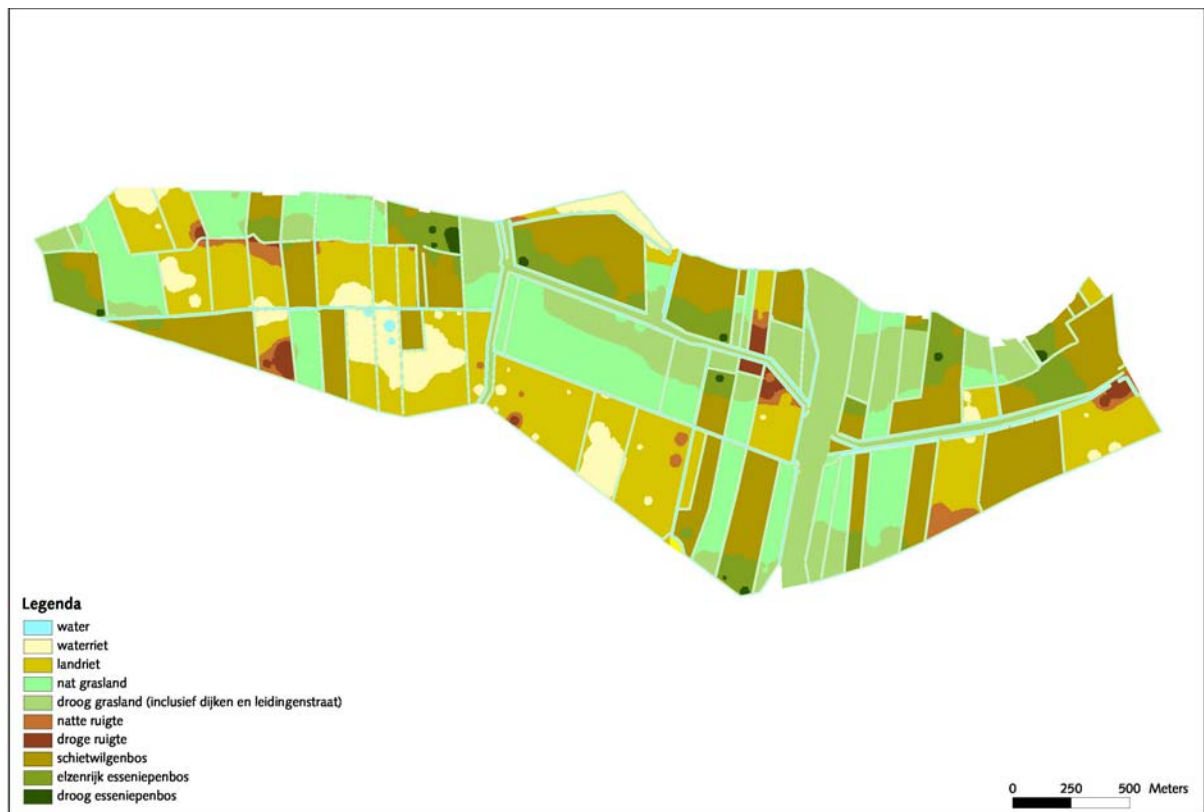 Legenda
water
waterriet
landriet
nat grasland
droog grasland (inclusief dijken en leidingenstraat)
natte ruigte
droge ruigte
schietwilgenbos
elzenrijk esseniepenbos
droog esseniepenbos
0 250 500 Meters